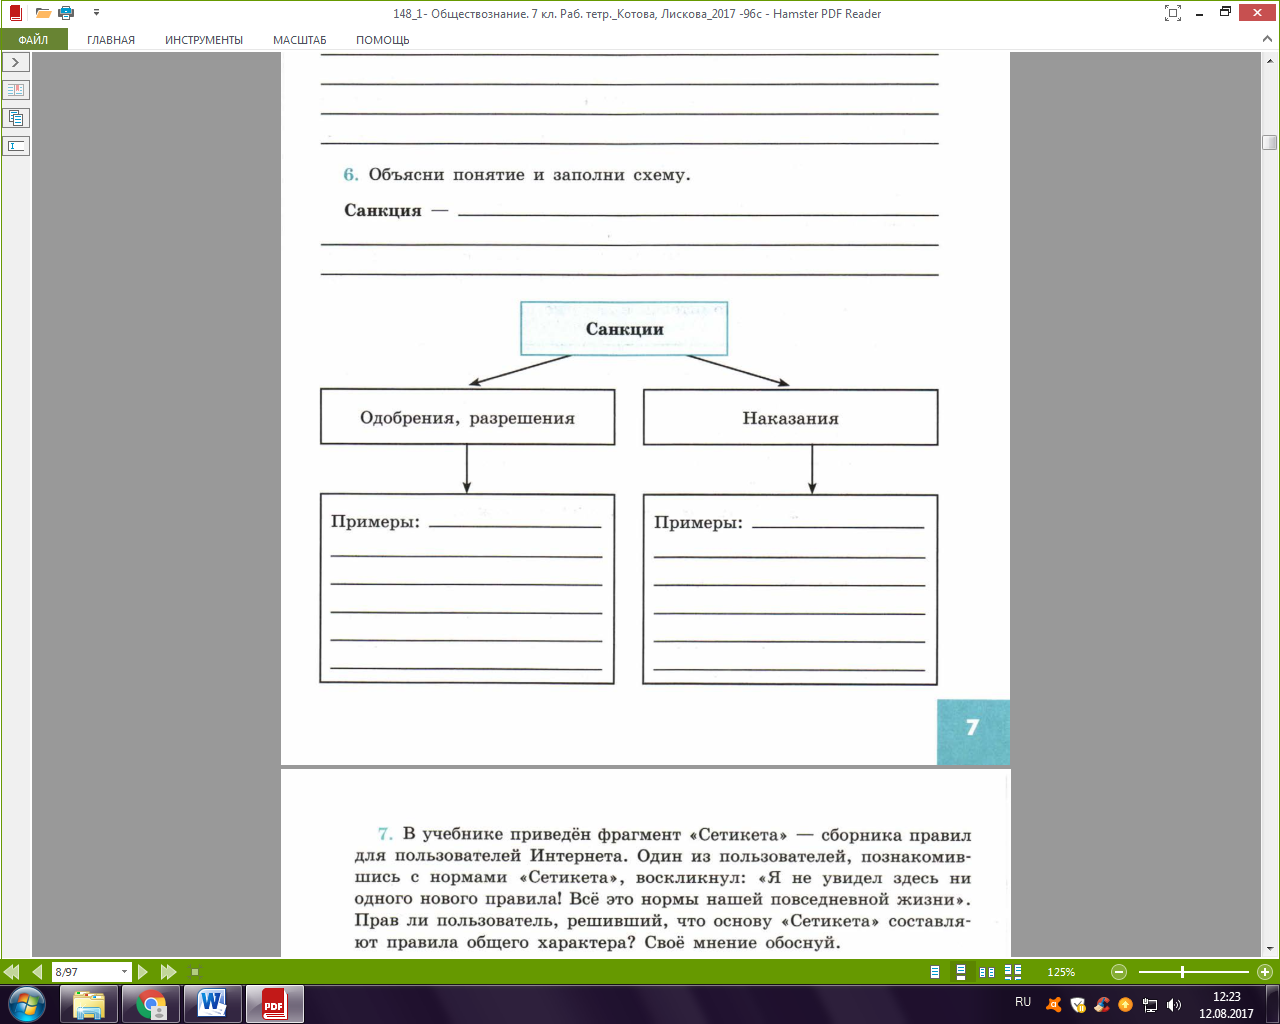 148_1- Обществознание. 7 кл. Раб. тетр._Котова, Лискова_2017 -96с - Hamster PDF Reader
ФАЙЛ ГЛАВНАЯ ИНСТРУМЕНТЫ МАСШТАБ ПОМОЩЬ
6. Объясни понятие и заполни схему.
Санкция —
Санкции
Одобрения, разрешения Наказания
Примеры: Примеры:
7
7. В учебнике приведён фрагмент «Сетикета» — сборника правил
для пользователей Интернета. Один из пользователей, познакомив-
шись с нормами «Сетикета», воскликнул: «Я не увидел здесь ни
одного нового правила! Всё это нормы нашей повседневной жизни».
Прав ли пользователь, решивший, что основу «Сетикета» составля-
ют правила общего характера? Своё мнение обоснуй.
8/97 125%
W PDF RU 12:23
12.08.2017